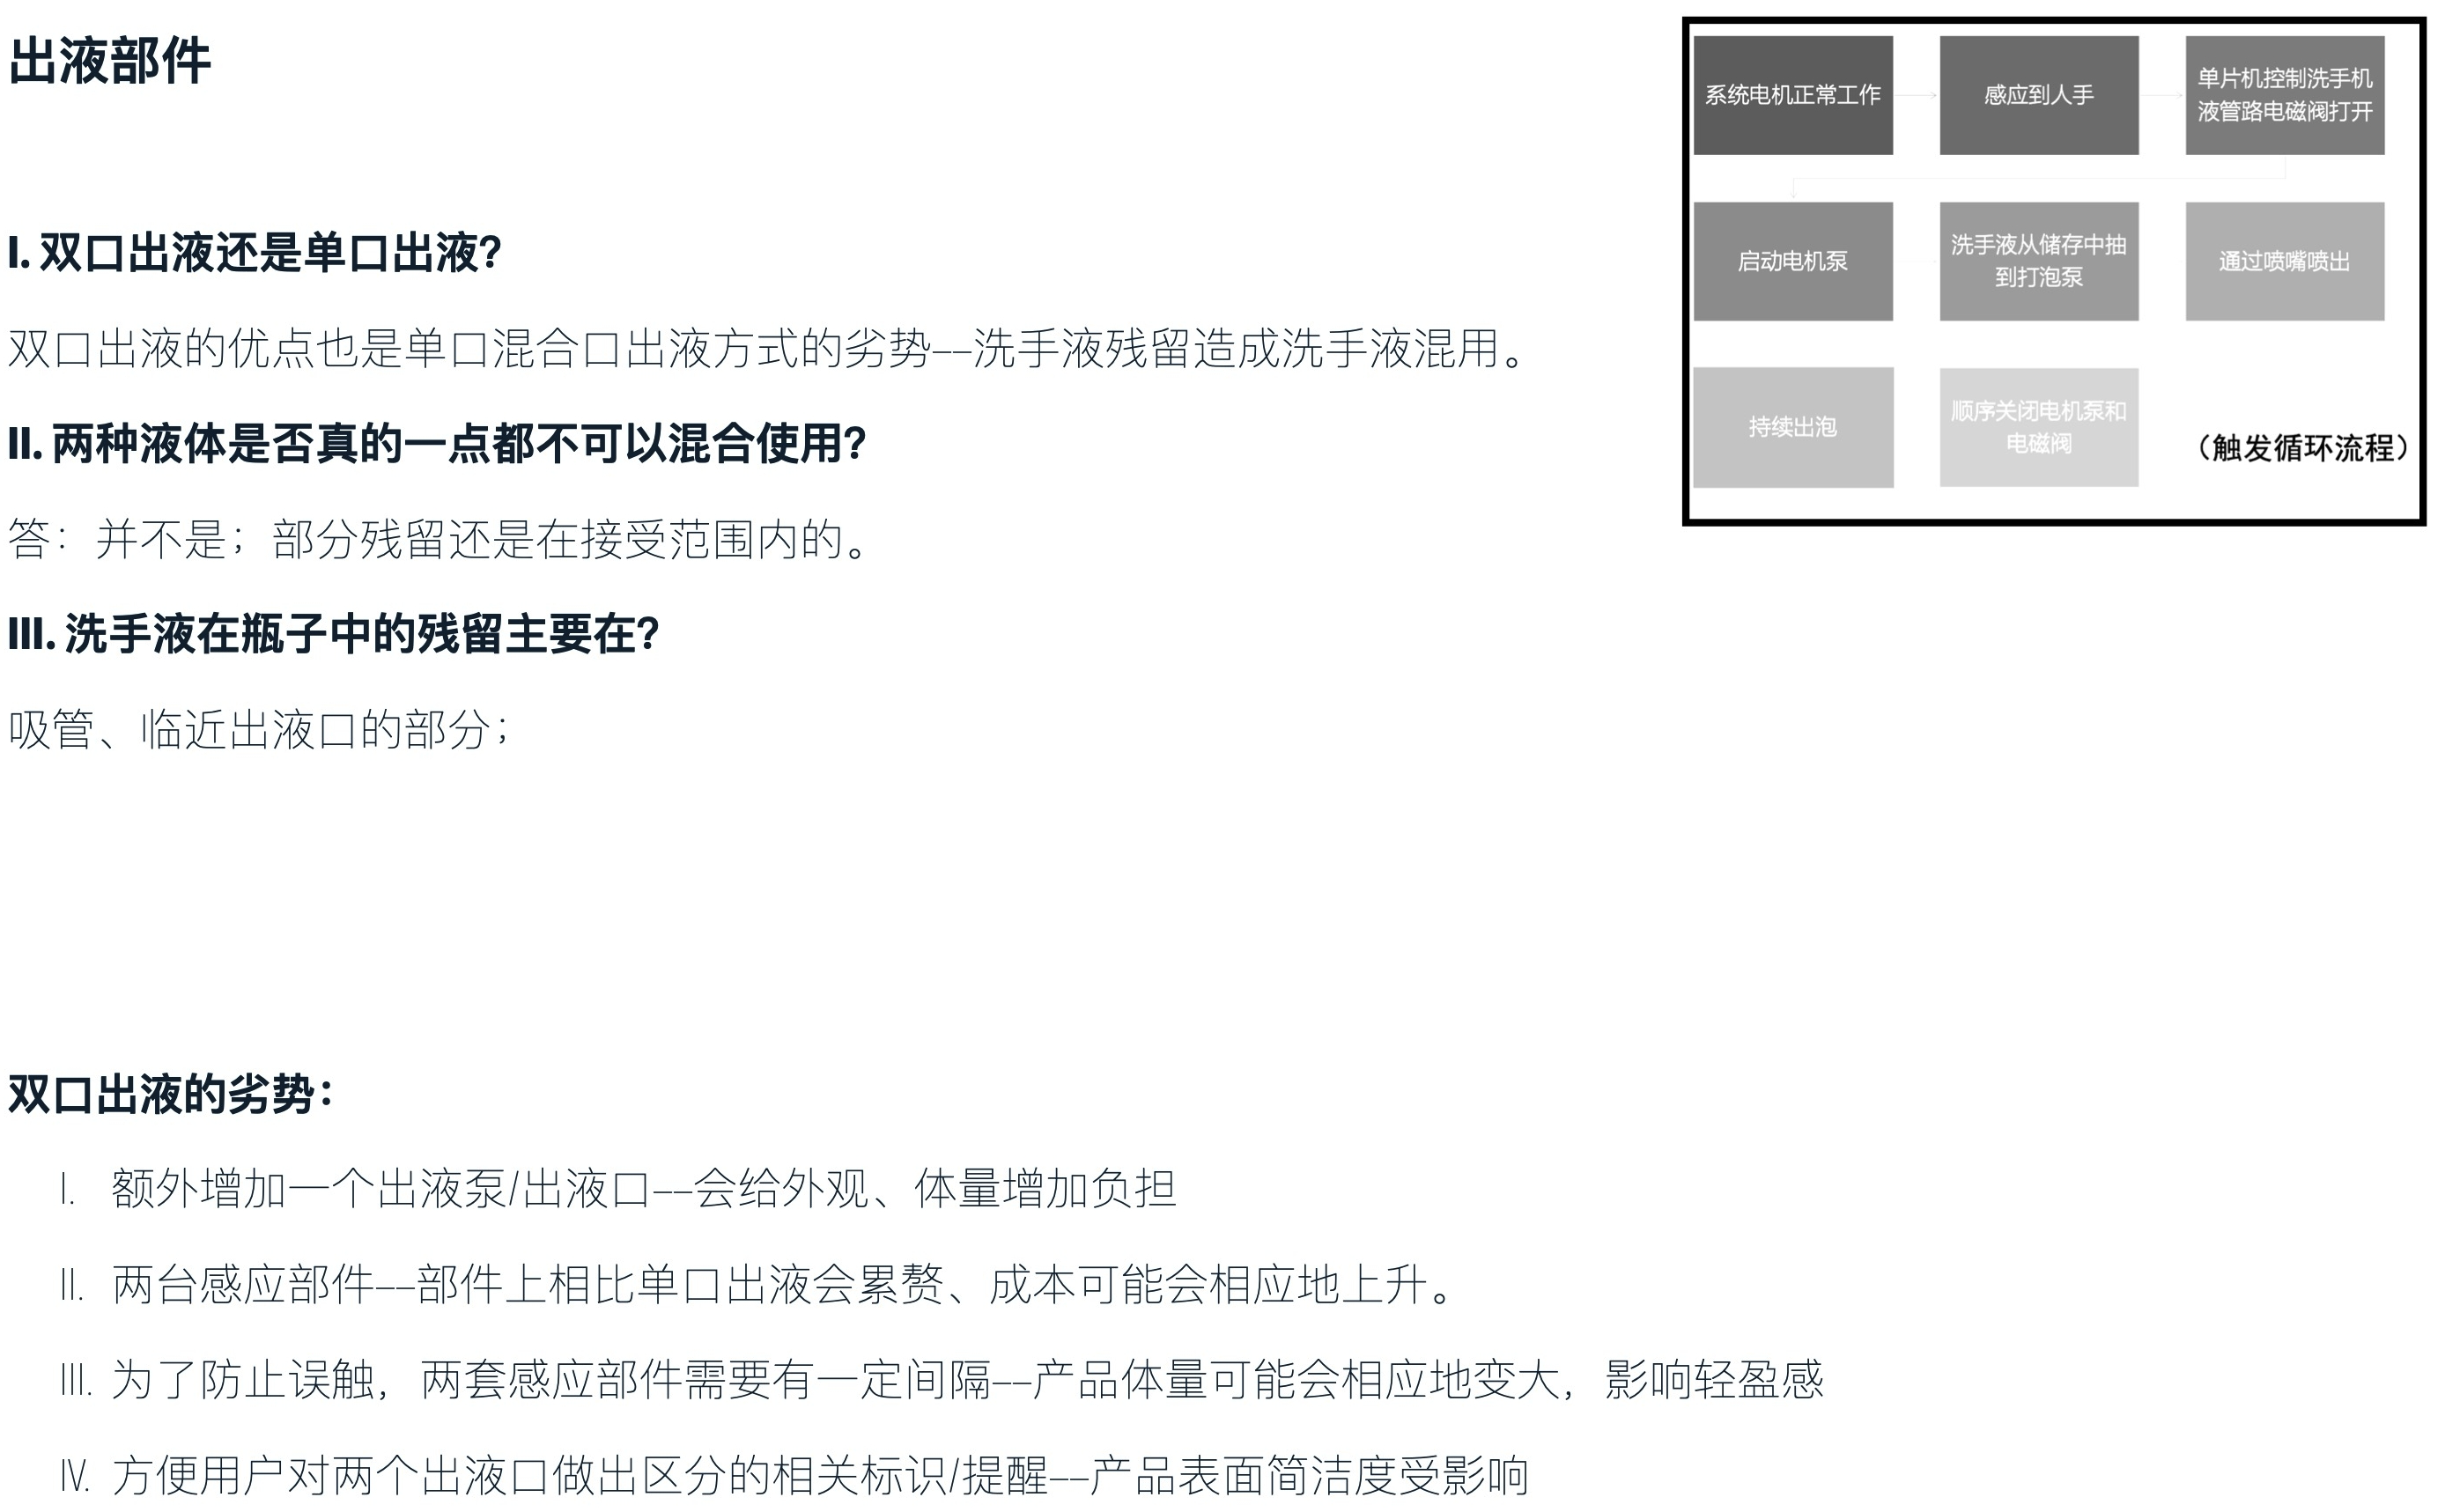 出液部件
系统电机正常工作
感应到人手
单片机控制洗手机
液管路电磁阀打开
启动电机泵
洗手液从储存中抽
到打泡泵
通过喷嘴喷出
持续出泡
顺序关闭电机泵和
电磁阀
（触发循环流程）
I. 双口出液还是单口出液？
双口出液的优点也是单口混合口出液方式的劣势——洗手液残留造成洗手液混用。
II. 两种液体是否真的一点都不可以混合使用？
答：并不是；部分残留还是在接受范围内的。
III. 洗手液在瓶子中的残留主要在？
吸管、临近出液口的部分；
双口出液的劣势：
I. 额外增加一个出液泵/出液口——会给外观、体量增加负担
II. 两台感应部件——部件上相比单口出液会累赘、成本可能会相应地上升。
III. 为了防止误触，两套感应部件需要有一定间隔——产品体量可能会相应地变大，影响轻盈感
IV. 方便用户对两个出液口做出区分的相关标识/提醒——产品表面简洁度受影响